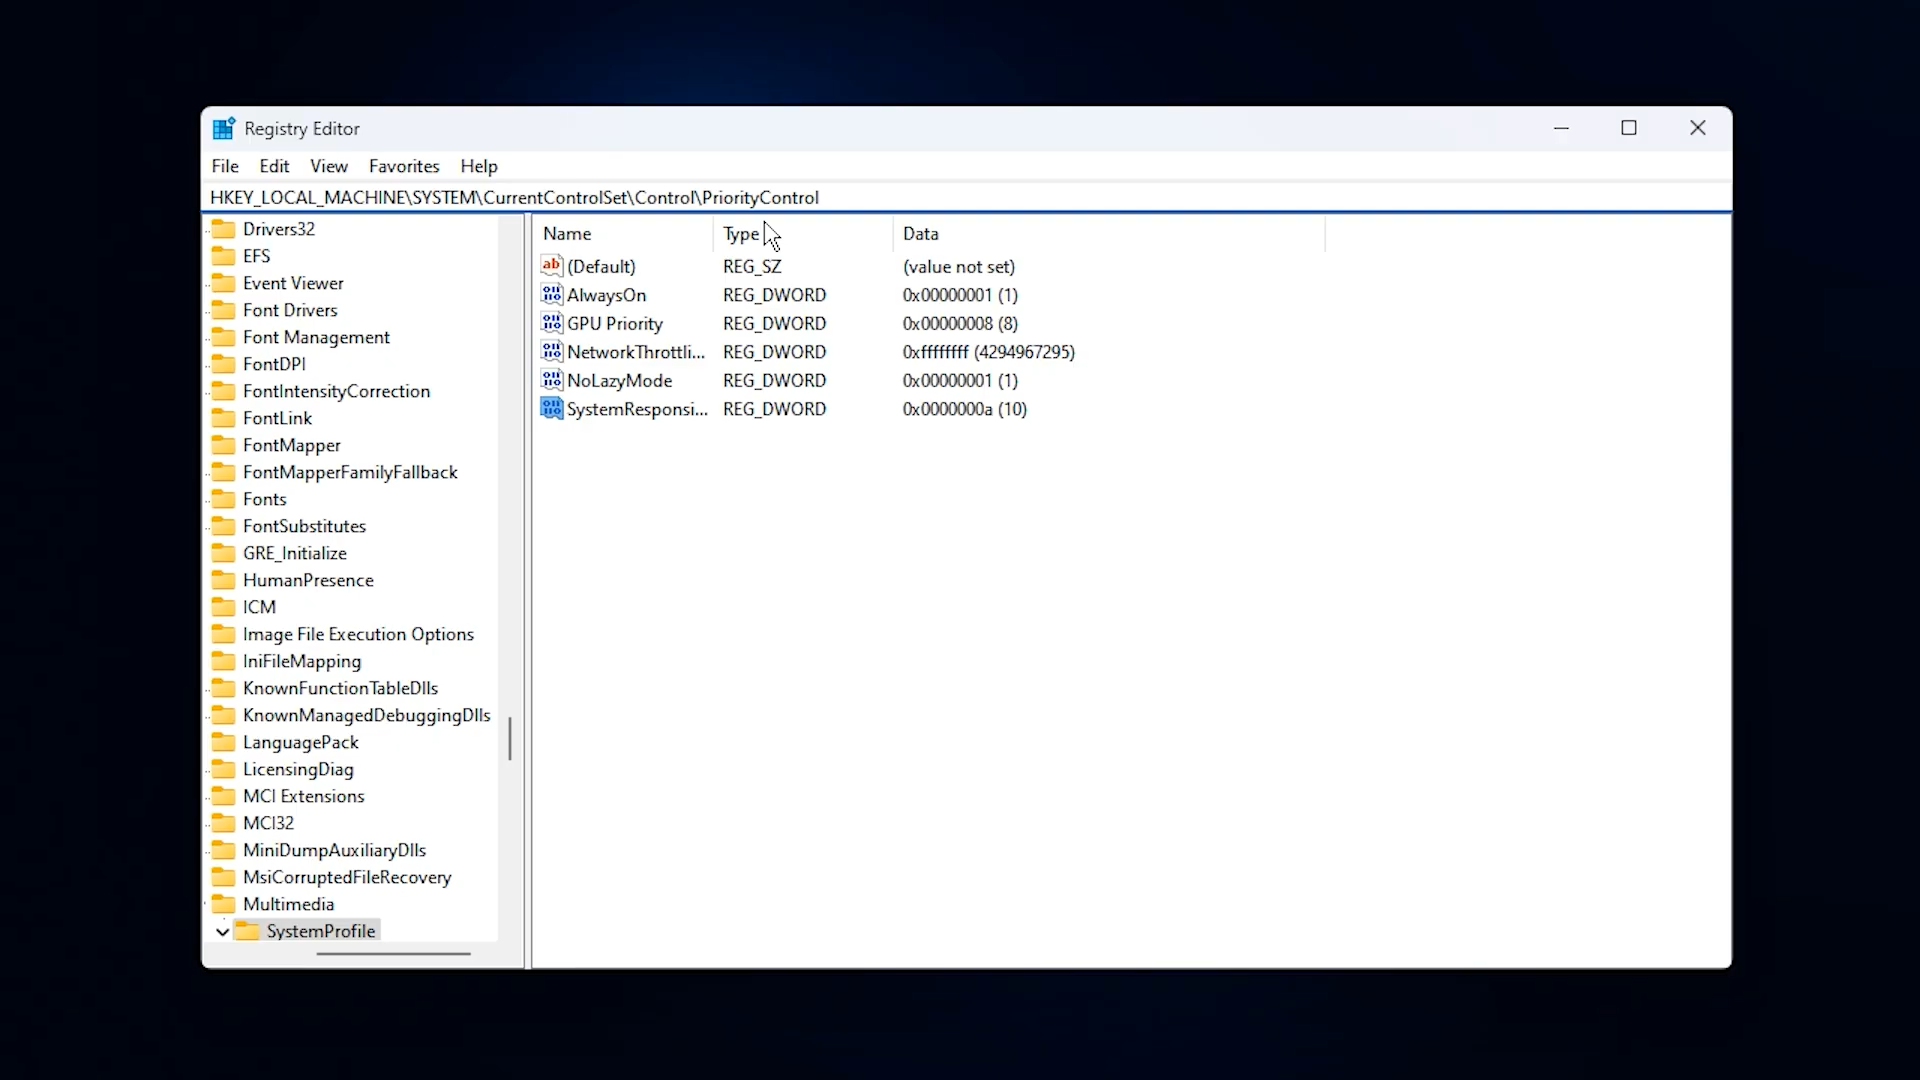 Registry Editor
File Edit View Favorites Help
HKEY_LOCAL_MACHINE\SYSTEM\CurrentControlSet\Control\PriorityControl
Drivers32
EFS
Event Viewer
Font Drivers
Font Management
FontDPI
FontIntensityCorrection
FontLink
FontMapper
FontMapperFamilyFallback
Fonts
FontSubstitutes
GRE_Initialize
HumanPresence
ICM
Image File Execution Options
IniFileMapping
KnownFunctionTableDlls
KnownManagedDebuggingDlls
LanguagePack
LicensingDiag
MCI Extensions
MCI32
MiniDumpAuxiliaryDlls
MsiCorruptedFileRecovery
Multimedia
SystemProfile
Name Type Data
(Default) REG_SZ (value not set)
AlwaysOn REG_DWORD 0x00000001 (1)
GPU Priority REG_DWORD 0x00000008 (8)
NetworkThrottli... REG_DWORD 0xffffffff (4294967295)
NoLazyMode REG_DWORD 0x00000001 (1)
SystemResponsi... REG_DWORD 0x0000000a (10)